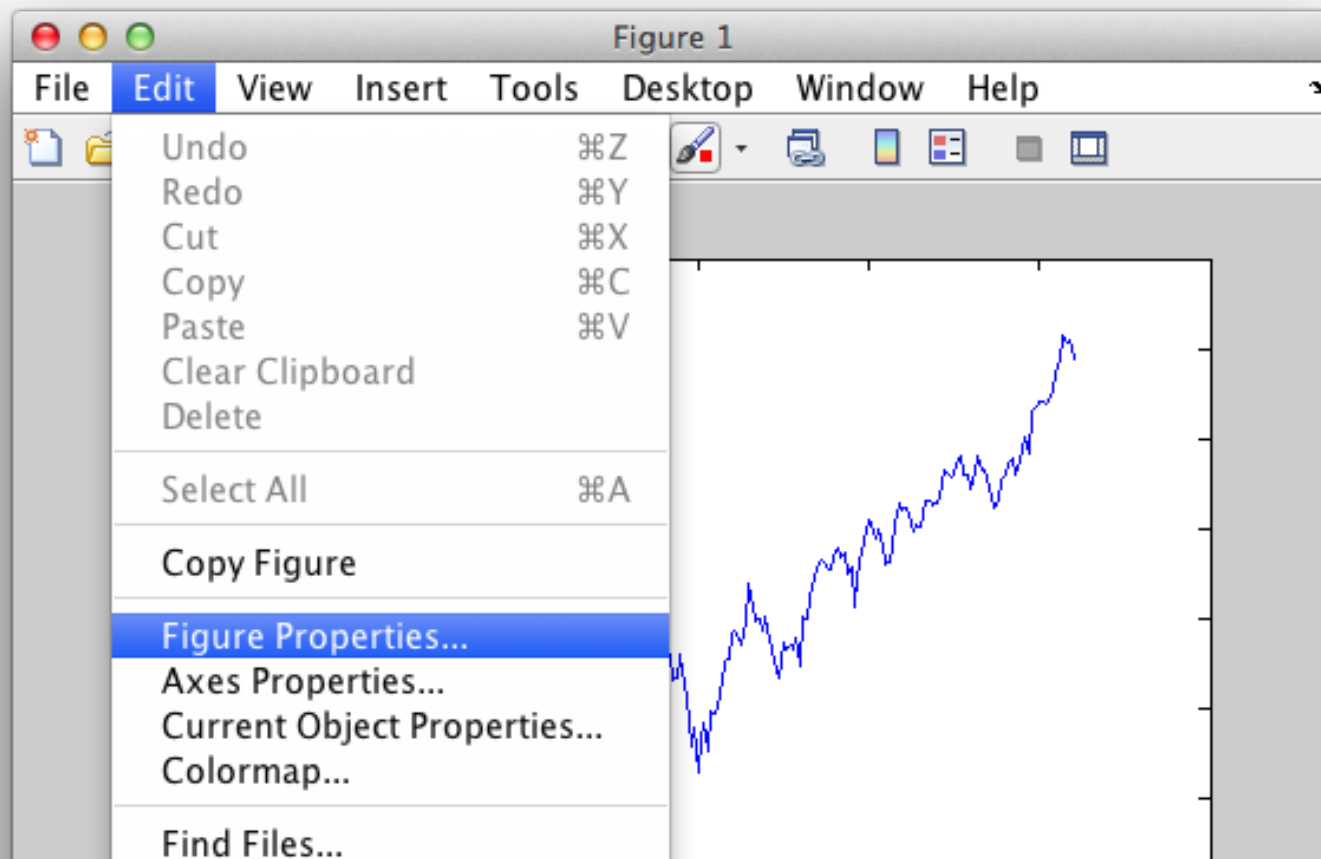 Figure 1
File Edit View Insert Tools Desktop Window Help
Undo ⌘Z
Redo ⌘Y
Cut ⌘X
Copy ⌘C
Paste ⌘V
Clear Clipboard
Delete
Select All ⌘A
Copy Figure
Figure Properties...
Axes Properties...
Current Object Properties...
Colormap...
Find Files...